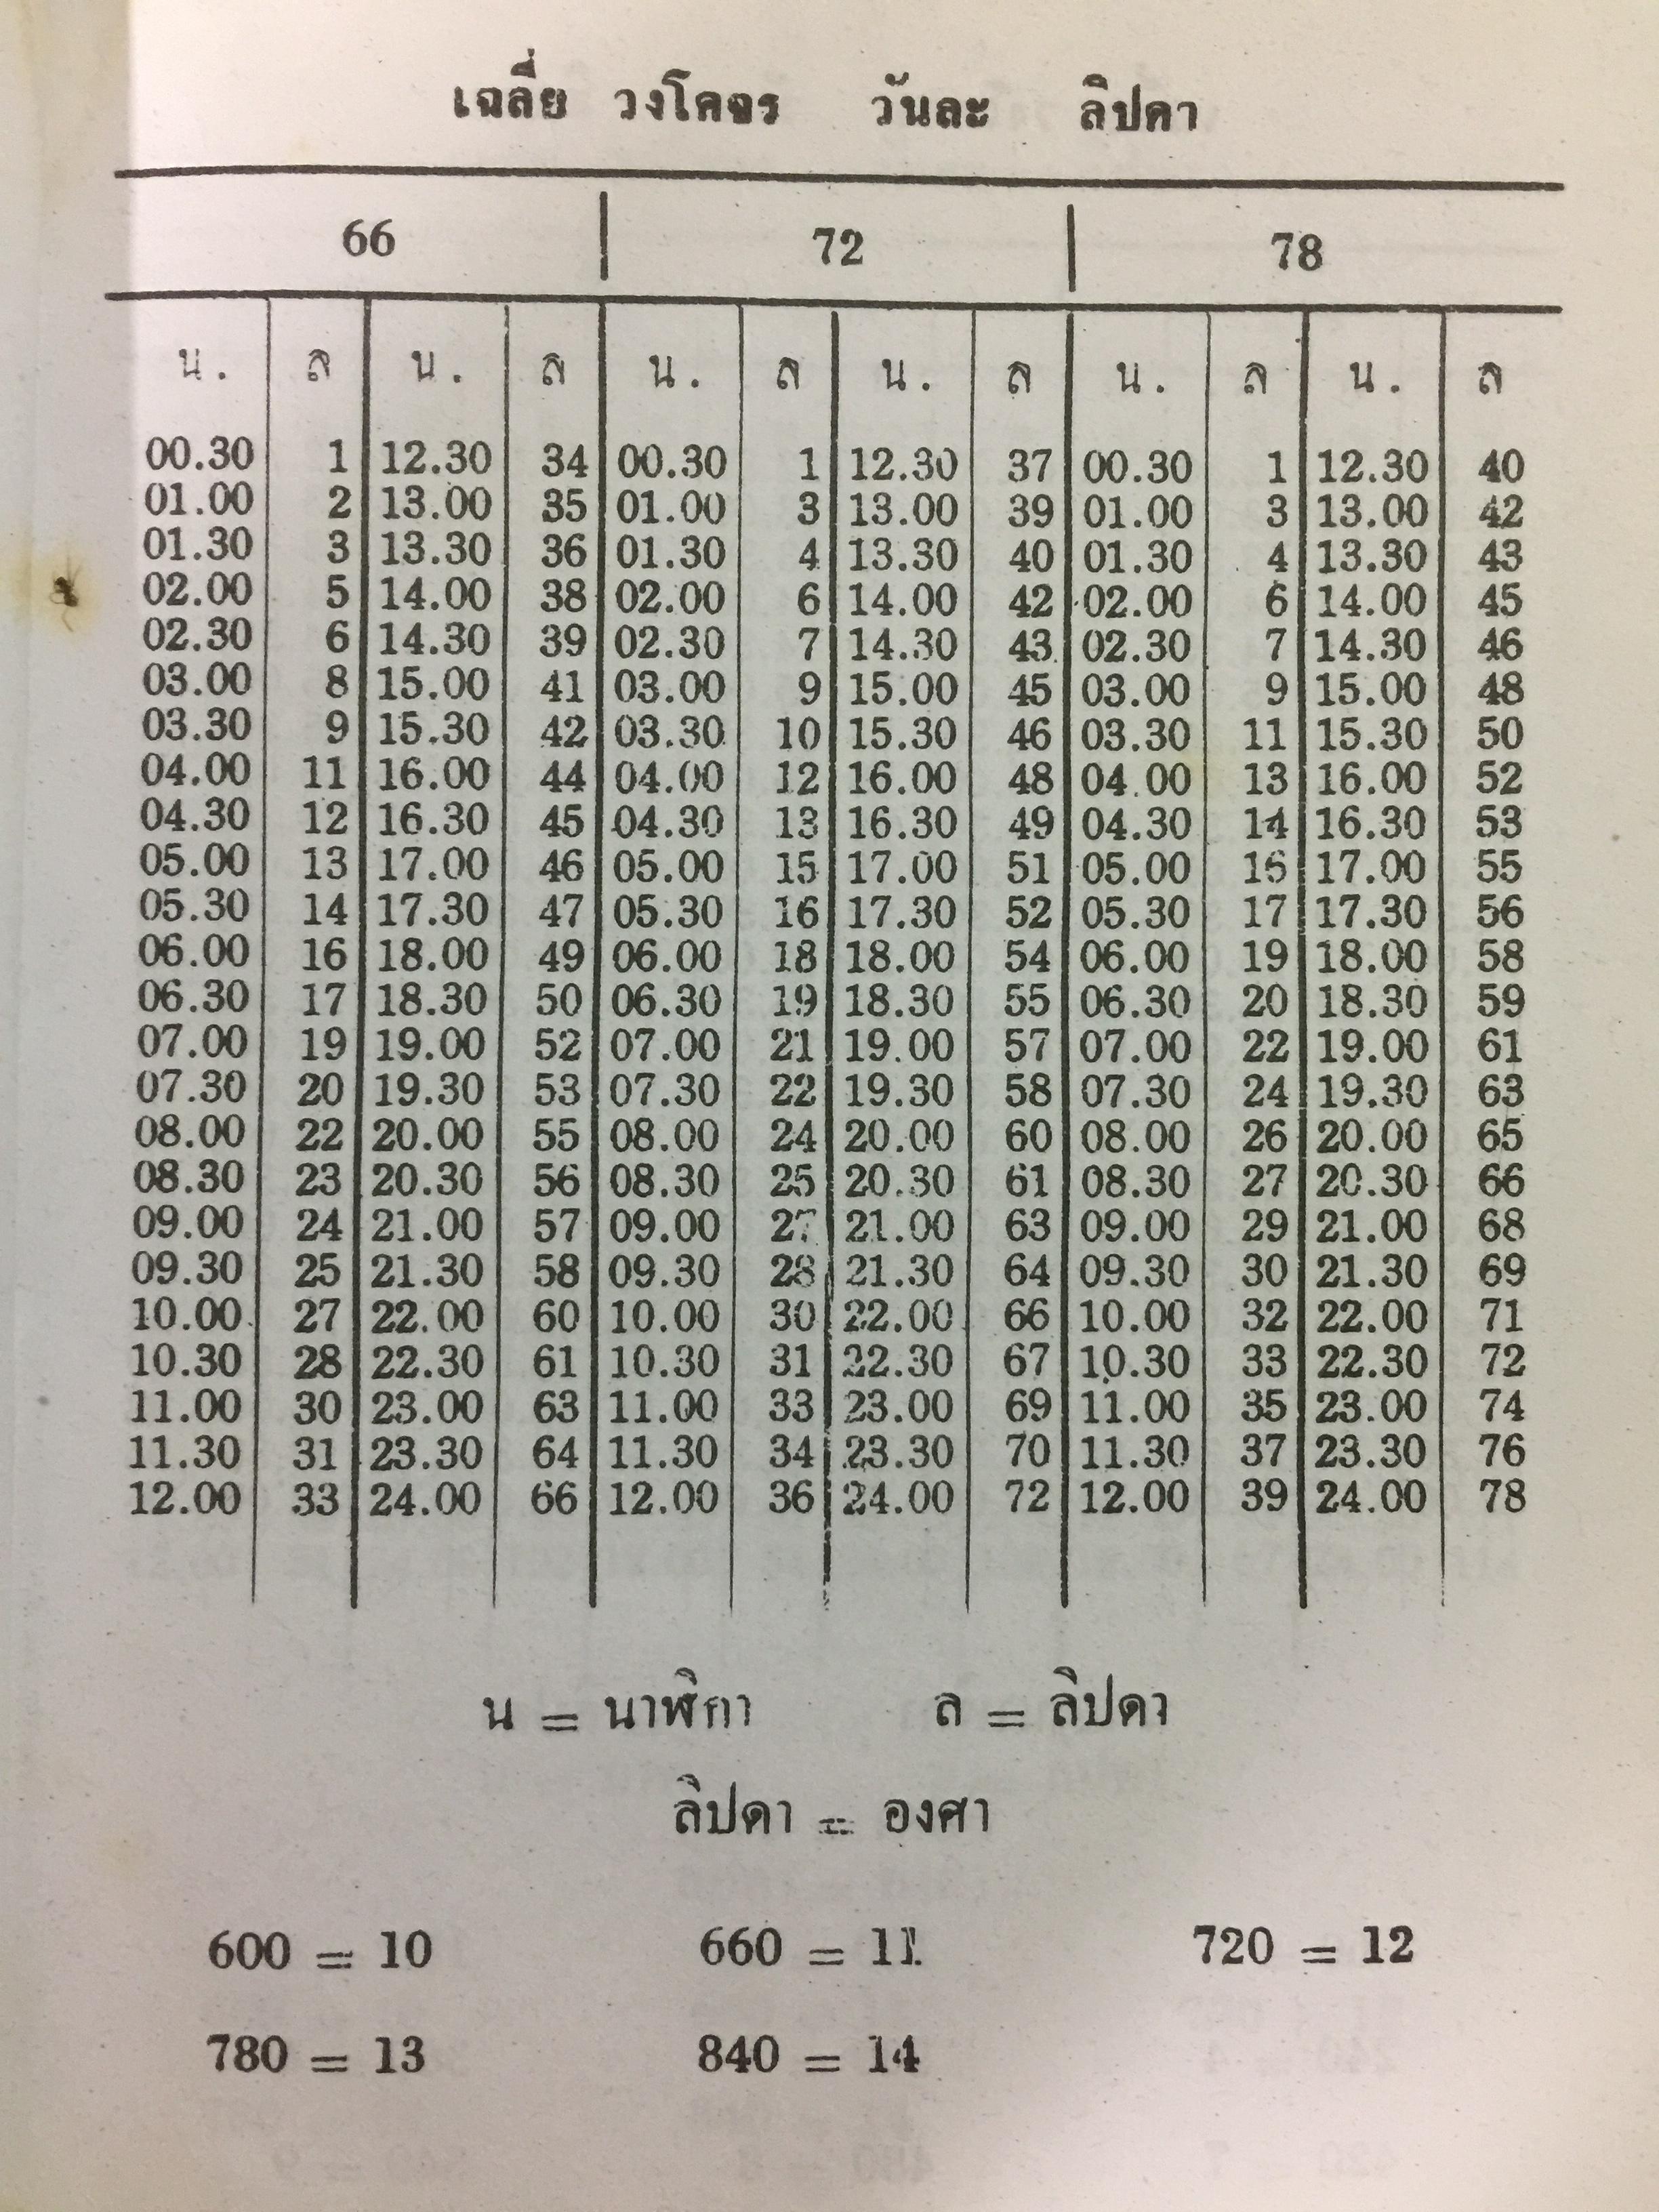 เฉลี่ย วงโคจร วันละ ลิปดา
66 72 78
น. ล น. ล น. ล น. ล น. ล น. ล
00.30 1 12.30 34 00.30 1 12.30 37 00.30 1 12.30 40
01.00 2 13.00 35 01.00 3 13.00 39 01.00 3 13.00 42
01.30 3 13.30 36 01.30 4 13.30 40 01.30 4 13.30 43
02.00 5 14.00 38 02.00 6 14.00 42 02.00 6 14.00 45
02.30 6 14.30 39 02.30 7 14.30 43 02.30 7 14.30 46
03.00 8 15.00 41 03.00 9 15.00 45 03.00 9 15.00 48
03.30 9 15.30 42 03.30 10 15.30 46 03.30 11 15.30 50
04.00 11 16.00 44 04.00 12 16.00 48 04.00 13 16.00 52
04.30 12 16.30 45 04.30 13 16.30 49 04.30 14 16.30 53
05.00 13 17.00 46 05.00 15 17.00 51 05.00 16 17.00 55
05.30 14 17.30 47 05.30 16 17.30 52 05.30 17 17.30 56
06.00 16 18.00 49 06.00 18 18.00 54 06.00 19 18.00 58
06.30 17 18.30 50 06.30 19 18.30 55 06.30 20 18.30 59
07.00 19 19.00 52 07.00 21 19.00 57 07.00 22 19.00 61
07.30 20 19.30 53 07.30 22 19.30 58 07.30 24 19.30 63
08.00 22 20.00 55 08.00 24 20.00 60 08.00 26 20.00 65
08.30 23 20.30 56 08.30 25 20.30 61 08.30 27 20.30 66
09.00 24 21.00 57 09.00 27 21.00 63 09.00 29 21.00 68
09.30 25 21.30 58 09.30 28 21.30 64 09.30 30 21.30 69
10.00 27 22.00 60 10.00 30 22.00 66 10.00 32 22.00 71
10.30 28 22.30 61 10.30 31 22.30 67 10.30 33 22.30 72
11.00 30 23.00 63 11.00 33 23.00 69 11.00 35 23.00 74
11.30 31 23.30 64 11.30 34 23.30 70 11.30 37 23.30 76
12.00 33 24.00 66 12.00 36 24.00 72 12.00 39 24.00 78
น = นาฬิกา ล = ลิปดา
ลิปดา = องศา
600 = 10 660 = 11 720 = 12
780 = 13 840 = 14